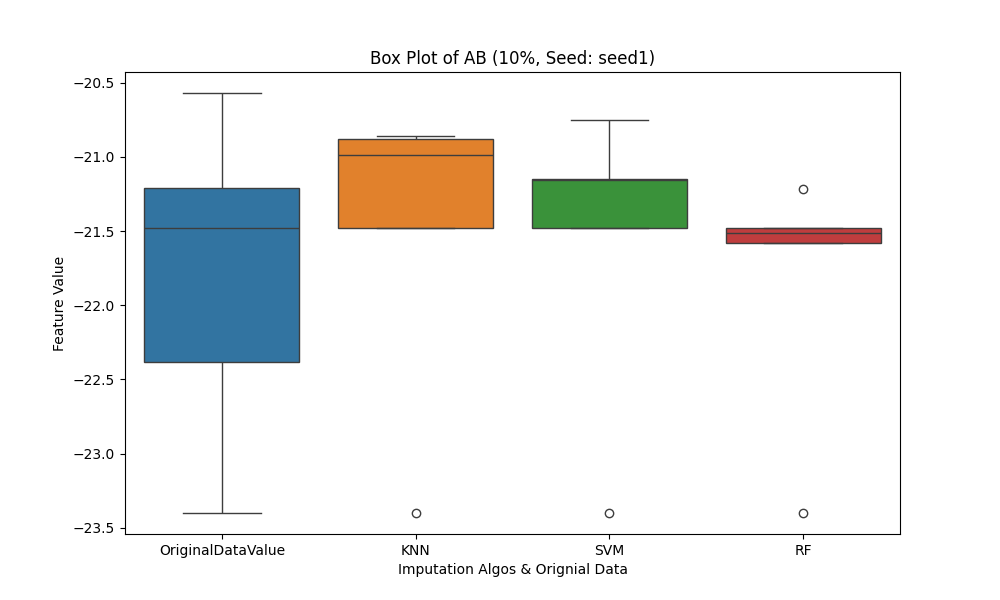 Box Plot of AB (10%, Seed: seed1)
Feature Value
−20.5
−21.0
−21.5
−22.0
−22.5
−23.0
−23.5
OriginalDataValue KNN SVM RF
Imputation Algos & Orignial Data